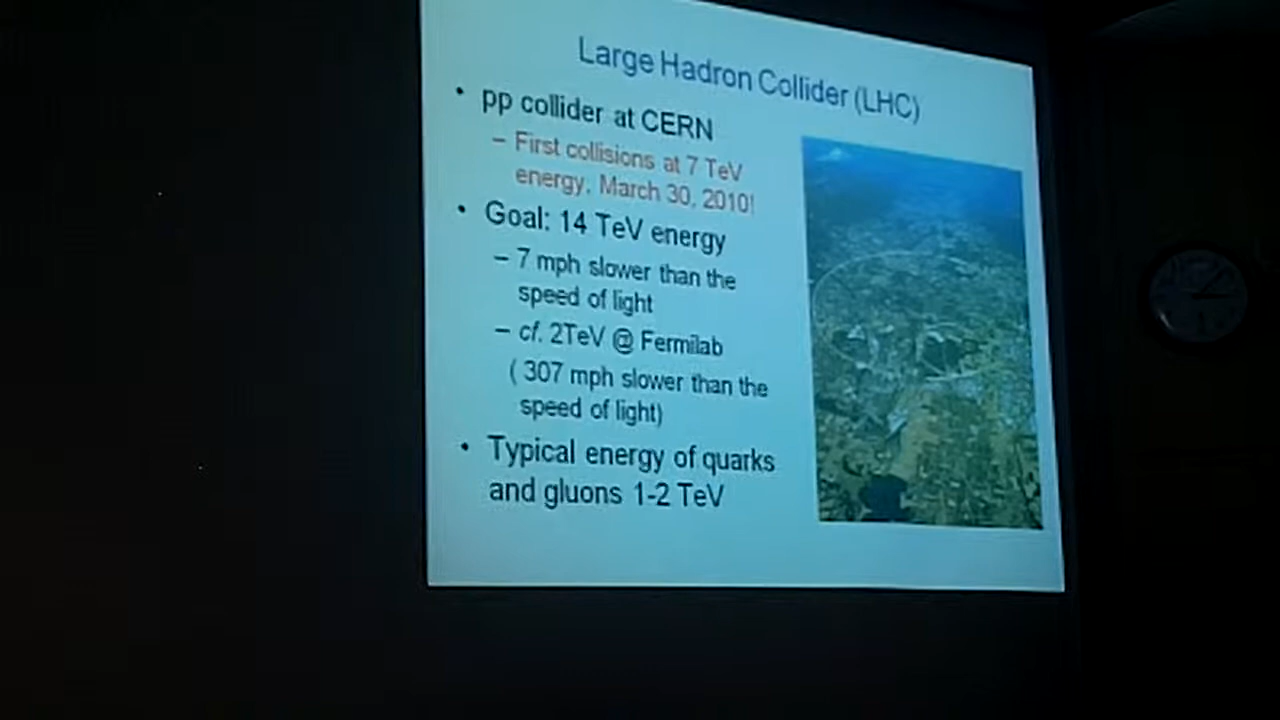 Large Hadron Collider (LHC)
• pp collider at CERN
– First collisions at 7 TeV
energy, March 30, 2010!
• Goal: 14 TeV energy
– 7 mph slower than the
speed of light
– cf. 2TeV @ Fermilab
( 307 mph slower than the
speed of light)
• Typical energy of quarks
and gluons 1-2 TeV